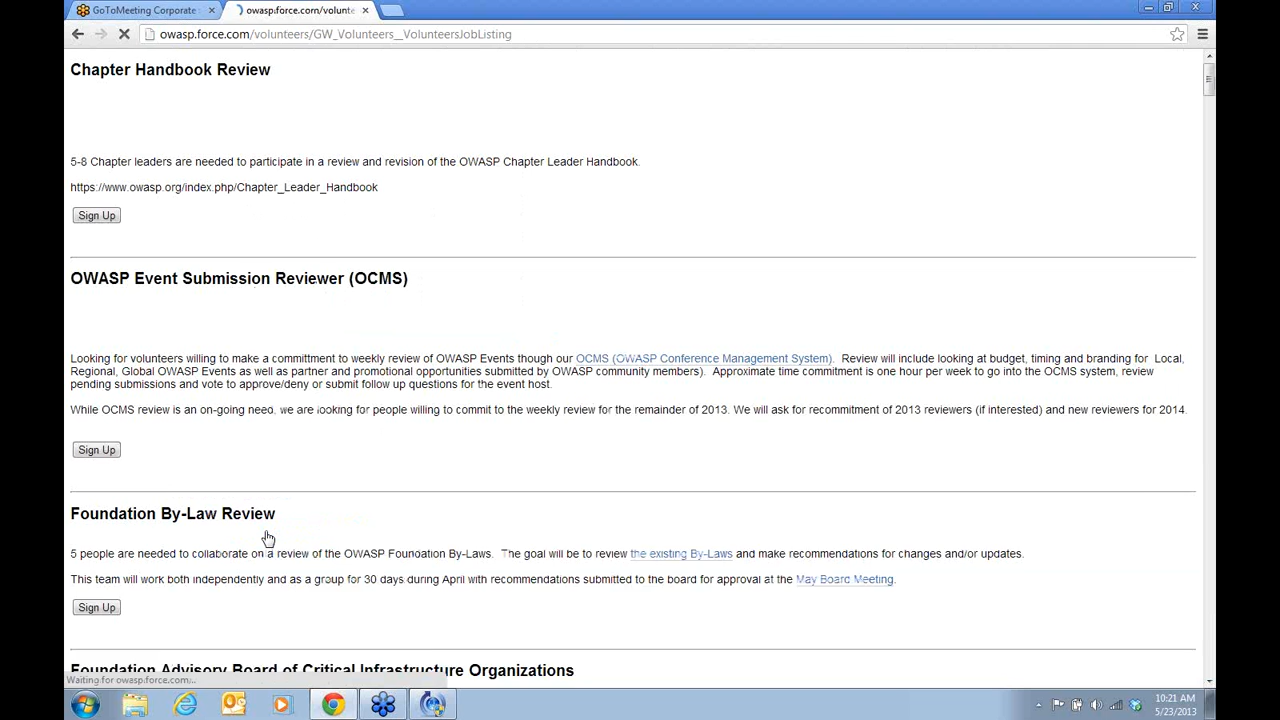 GoToMeeting Corporate
owasp.force.com/volunte
owasp.force.com/volunteers/GW_Volunteers__VolunteersJobListing
Chapter Handbook Review
5-8 Chapter leaders are needed to participate in a review and revision of the OWASP Chapter Leader Handbook.
https://www.owasp.org/index.php/Chapter_Leader_Handbook
Sign Up
OWASP Event Submission Reviewer (OCMS)
Looking for volunteers willing to make a commitment to weekly review of OWASP Events though our OCMS (OWASP Conference Management System). Review will include looking at budget, timing and branding for Local,
Regional, Global OWASP Events as well as partner and promotional opportunities submitted by OWASP community members). Approximate time commitment is one hour per week to go into the OCMS system, review
pending submissions and vote to approve/deny or submit follow up questions for the event host.
While OCMS review is an on-going need, we are looking for people willing to commit to the weekly review for the remainder of 2013. We will ask for recommitment of 2013 reviewers (if interested) and new reviewers for 2014.
Sign Up
Foundation By-Law Review
5 people are needed to collaborate on a review of the OWASP Foundation By-Laws. The goal will be to review the existing By-Laws and make recommendations for changes and/or updates.
This team will work both independently and as a group for 30 days during April with recommendations submitted to the board for approval at the May Board Meeting.
Sign Up
Foundation Advisory Board of Critical Infrastructure Organizations
Waiting for owasp.force.com...
10:21 AM
5/23/2013